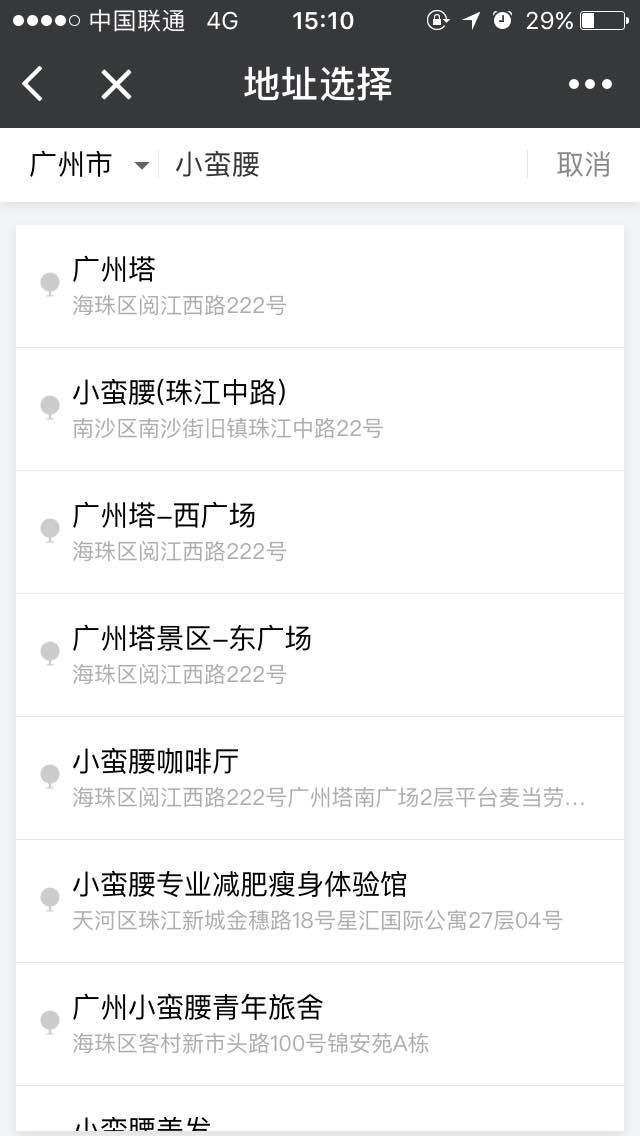 中国联通 4G 15:10 29%
地址选择
广州市 小蛮腰 取消
广州塔
海珠区阅江西路222号
小蛮腰(珠江中路)
南沙区南沙街旧镇珠江中路22号
广州塔-西广场
海珠区阅江西路222号
广州塔景区-东广场
海珠区阅江西路222号
小蛮腰咖啡厅
海珠区阅江西路222号广州塔南广场2层平台麦当劳...
小蛮腰专业减肥瘦身体验馆
天河区珠江新城金穗路18号星汇国际公寓27层04号
广州小蛮腰青年旅舍
海珠区客村新市头路100号锦安苑A栋
小蛮腰美发